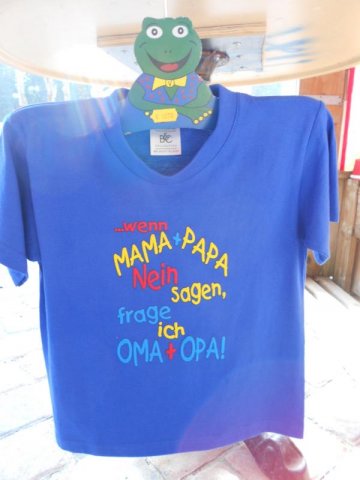 B&C
...wenn
MAMA + PAPA
Nein
sagen,
frage
ich
OMA + OPA!